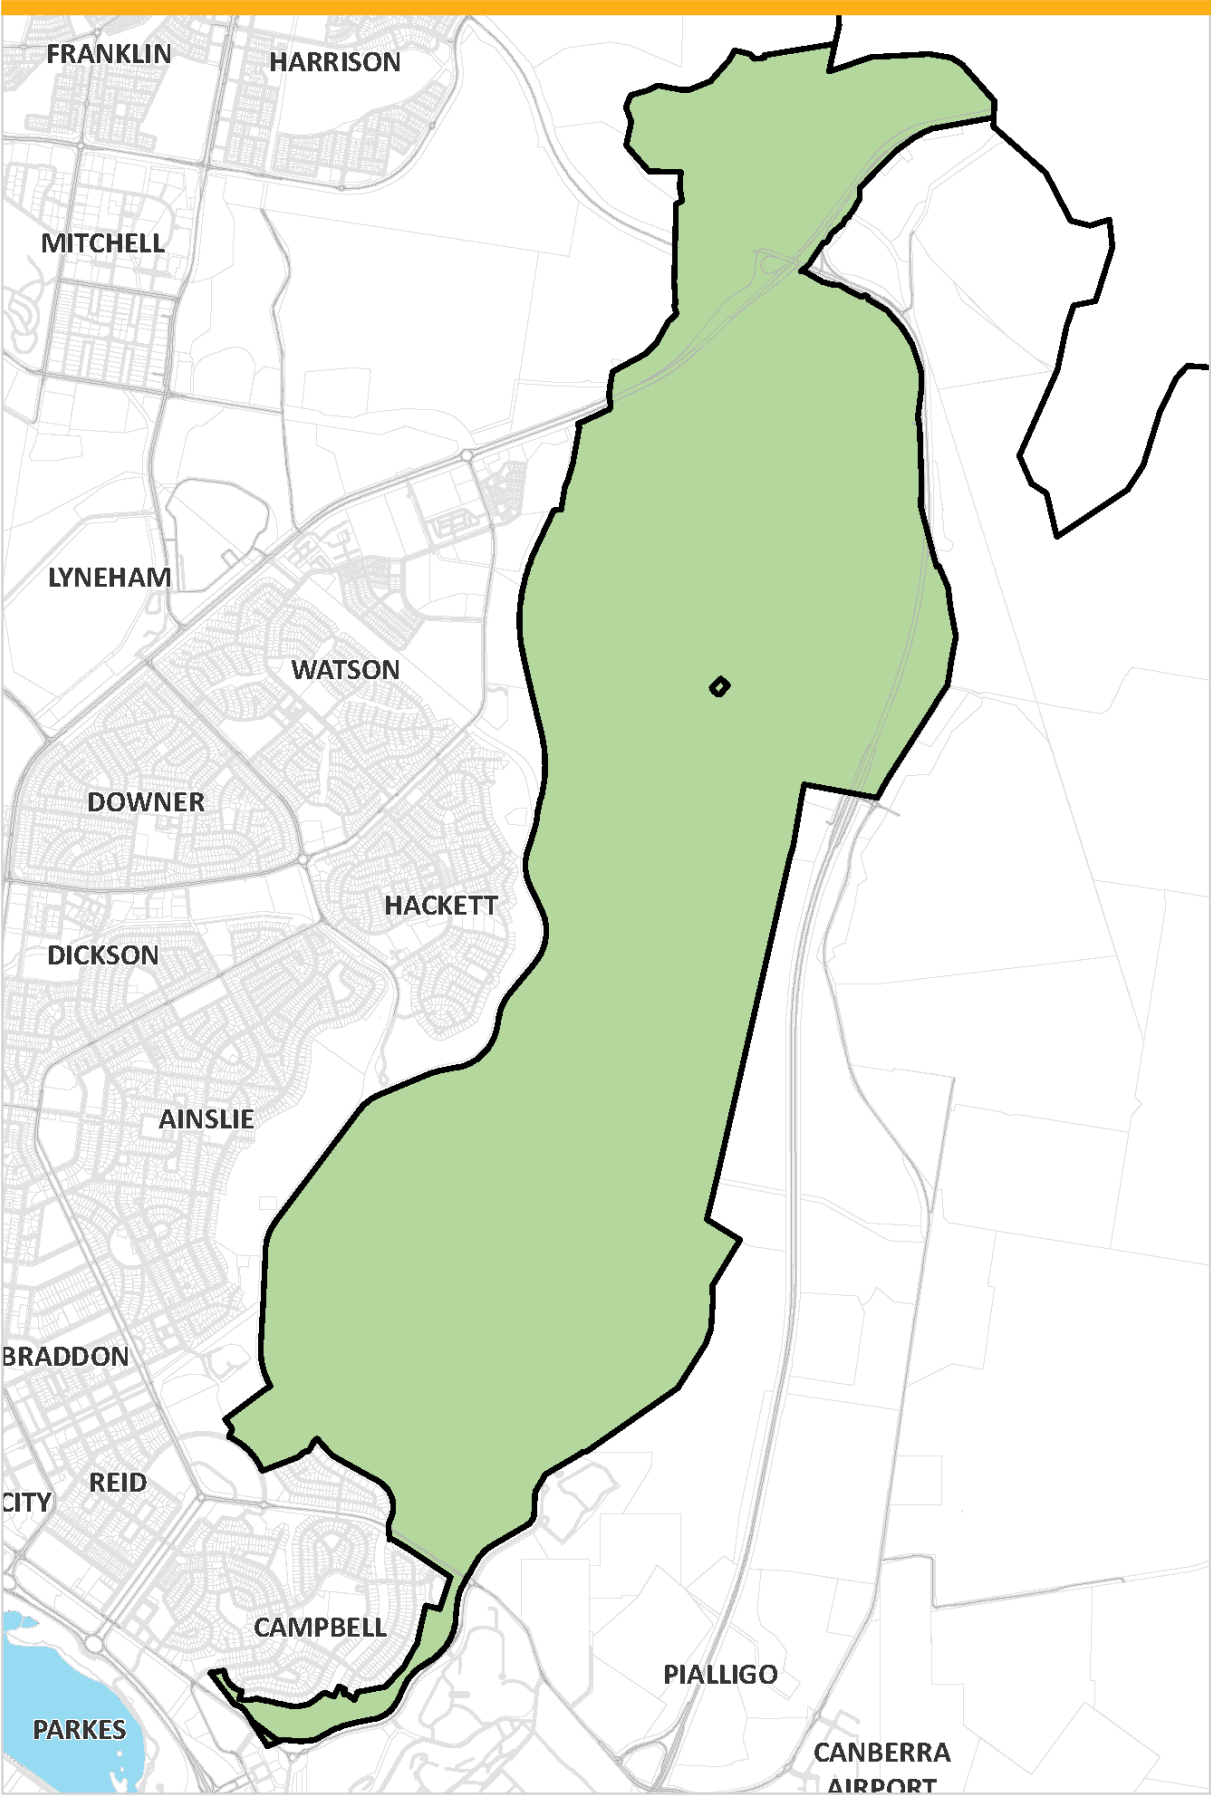 FRANKLIN
HARRISON
MITCHELL
LYNEHAM
WATSON
DOWNER
HACKETT
DICKSON
AINSLIE
BRADDON
REID
CITY
CAMPBELL
PIALLIGO
PARKES
CANBERRA
AIRPORT